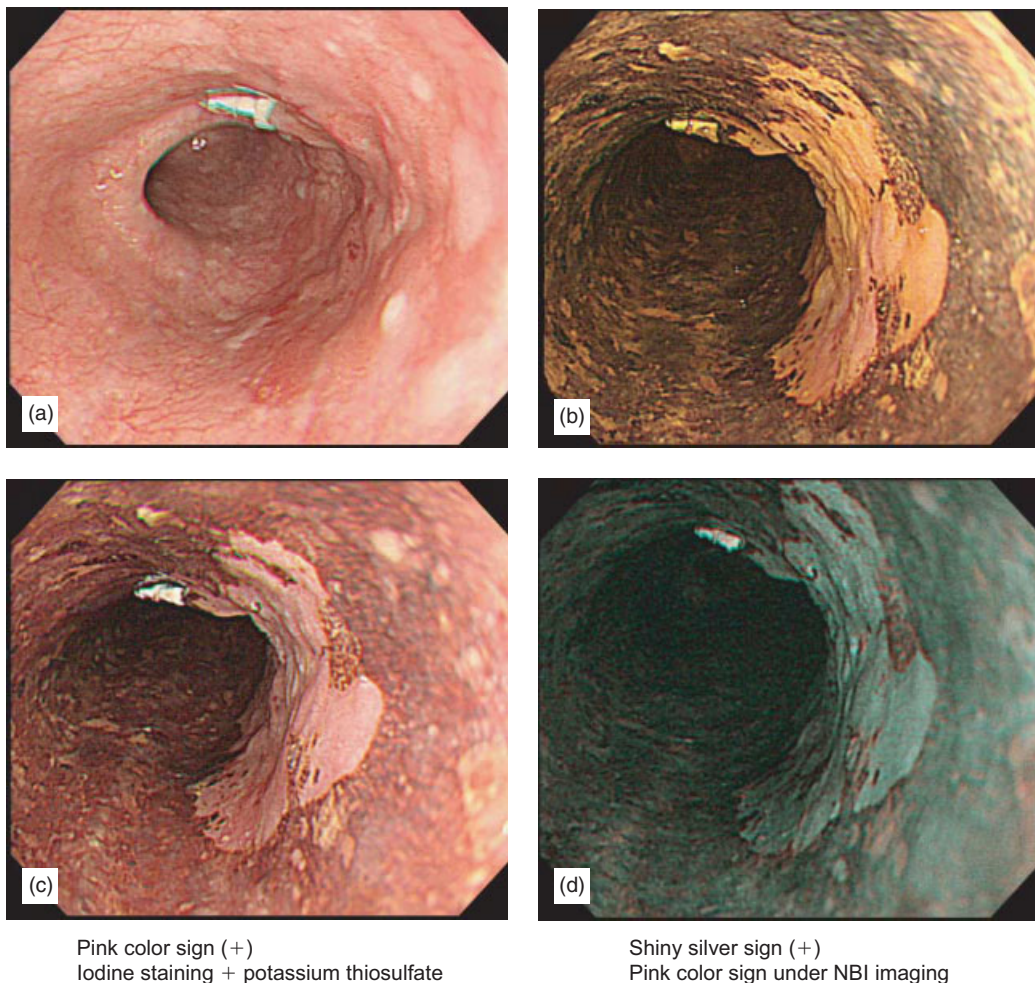 (a)
(b)
(c)
(d)
Pink color sign (+)
Iodine staining + potassium thiosulfate
Shiny silver sign (+)
Pink color sign under NBI imaging